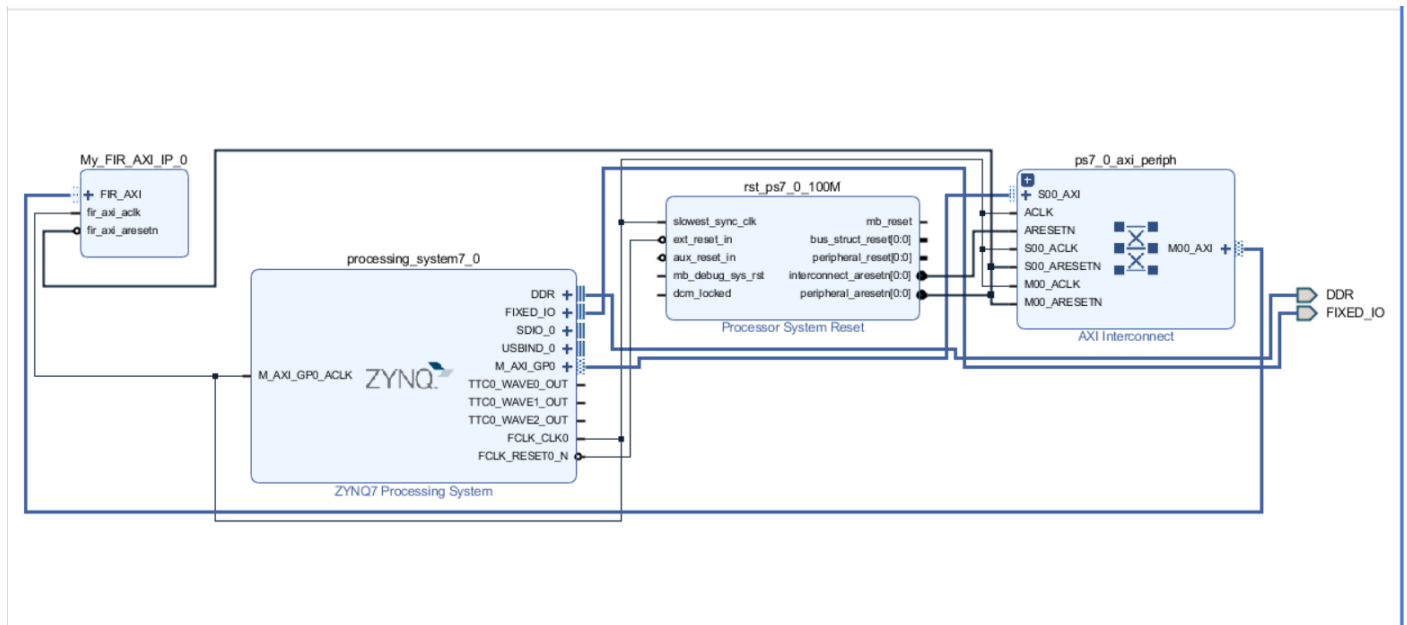 My_FIR_AXI_IP_0
FIR_AXI
fir_axi_aclk
fir_axi_aresetn
processing_system7_0
M_AXI_GP0_ACLK
ZYNQ
DDR
FIXED_IO
SDIO_0
USBIND_0
M_AXI_GP0
TTC0_WAVE0_OUT
TTC0_WAVE1_OUT
TTC0_WAVE2_OUT
FCLK_CLK0
FCLK_RESET0_N
ZYNQ7 Processing System
rst_ps7_0_100M
slowest_sync_clk
ext_reset_in
aux_reset_in
mb_debug_sys_rst
dcm_locked
mb_reset
bus_struct_reset[0:0]
peripheral_reset[0:0]
interconnect_aresetn[0:0]
peripheral_aresetn[0:0]
Processor System Reset
ps7_0_axi_periph
S00_AXI
ACLK
ARESETN
S00_ACLK
S00_ARESETN
M00_ACLK
M00_ARESETN
M00_AXI
AXI Interconnect
DDR
FIXED_IO